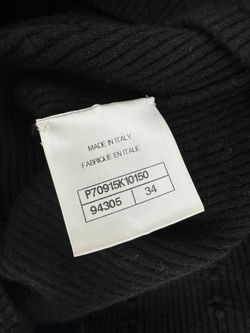 MADE IN ITALY
FABRIQUE EN ITALIE
P70915K10150
94305 34